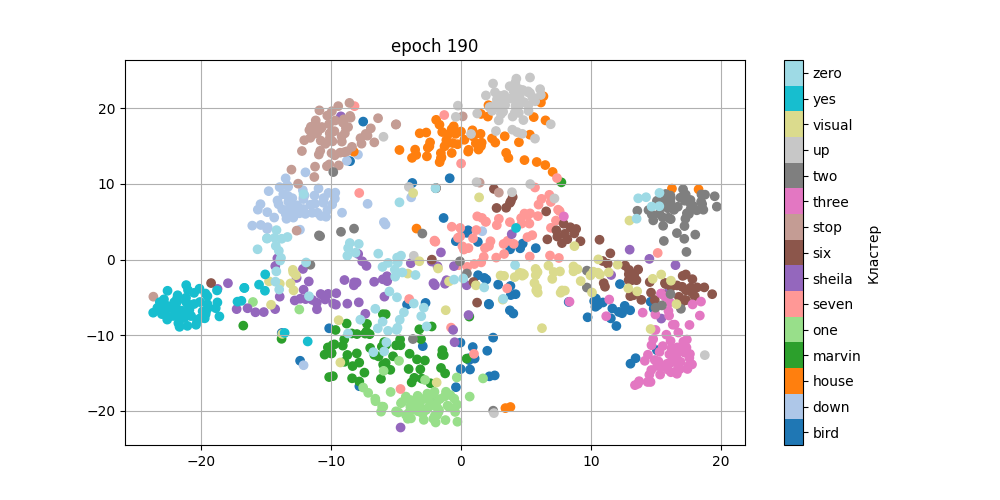 epoch 190
20
10
0
−10
−20
−20
−10
0
10
20
zero
yes
visual
up
two
three
stop
six
sheila
seven
one
marvin
house
down
bird
Кластер